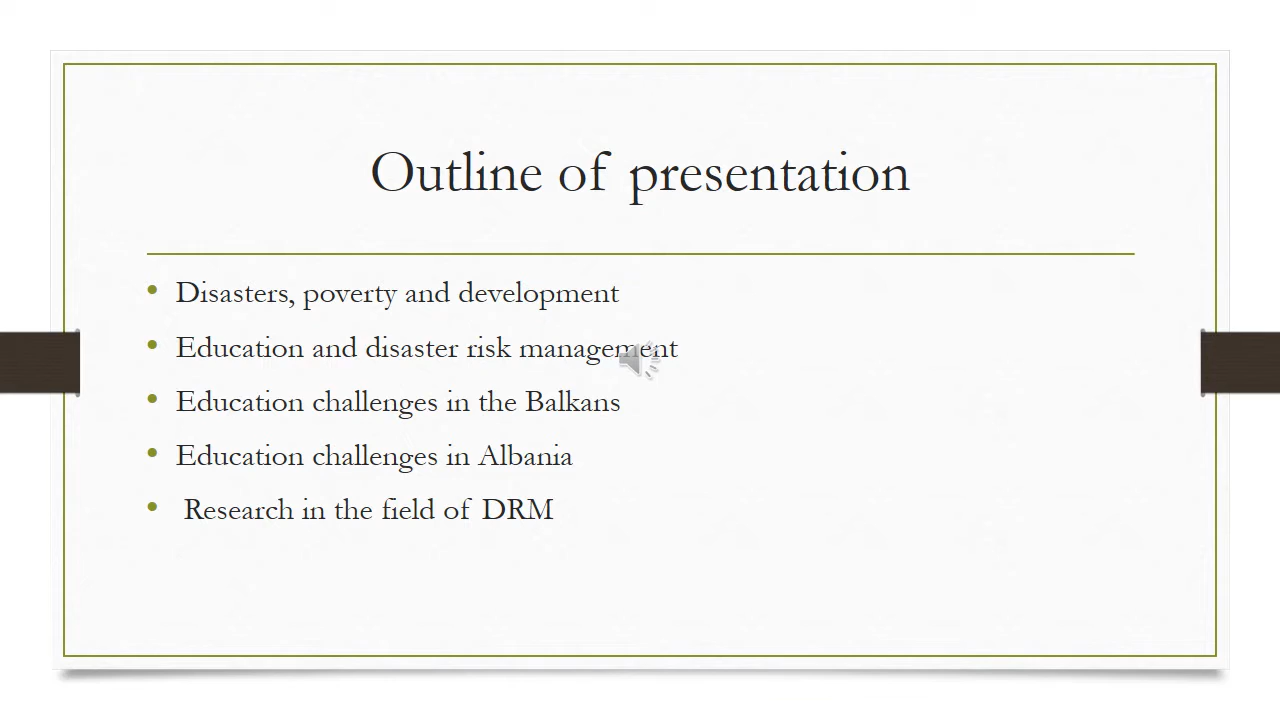 Outline of presentation
• Disasters, poverty and development
• Education and disaster risk management
• Education challenges in the Balkans
• Education challenges in Albania
• Research in the field of DRM